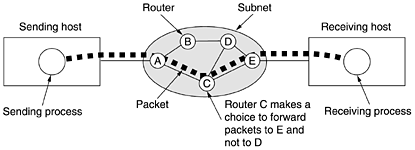 Router
Subnet
Sending host
Receiving host
B
D
A
E
C
Sending process
Packet
Router C makes a
choice to forward
packets to E and
not to D
Receiving process